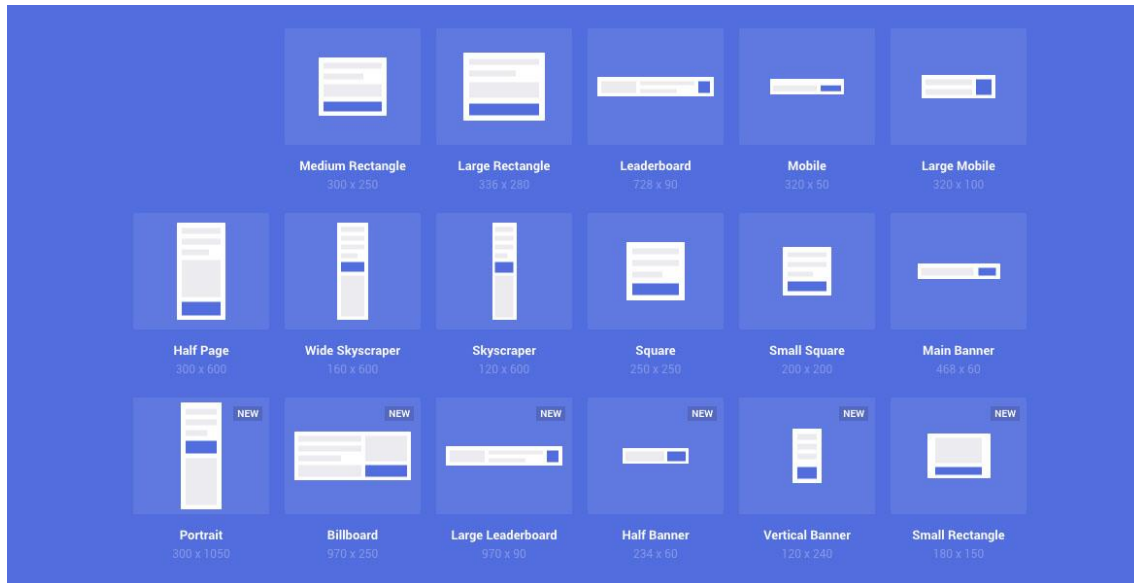 Medium Rectangle
300 x 250
Large Rectangle
336 x 280
Leaderboard
728 x 90
Mobile
320 x 50
Large Mobile
320 x 100
Half Page
300 x 600
Wide Skyscraper
160 x 600
Skyscraper
120 x 600
Square
250 x 250
Small Square
200 x 200
Main Banner
468 x 60
NEW
Portrait
300 x 1050
NEW
Billboard
970 x 250
NEW
Large Leaderboard
970 x 90
NEW
Half Banner
234 x 60
NEW
Vertical Banner
120 x 240
NEW
Small Rectangle
180 x 150